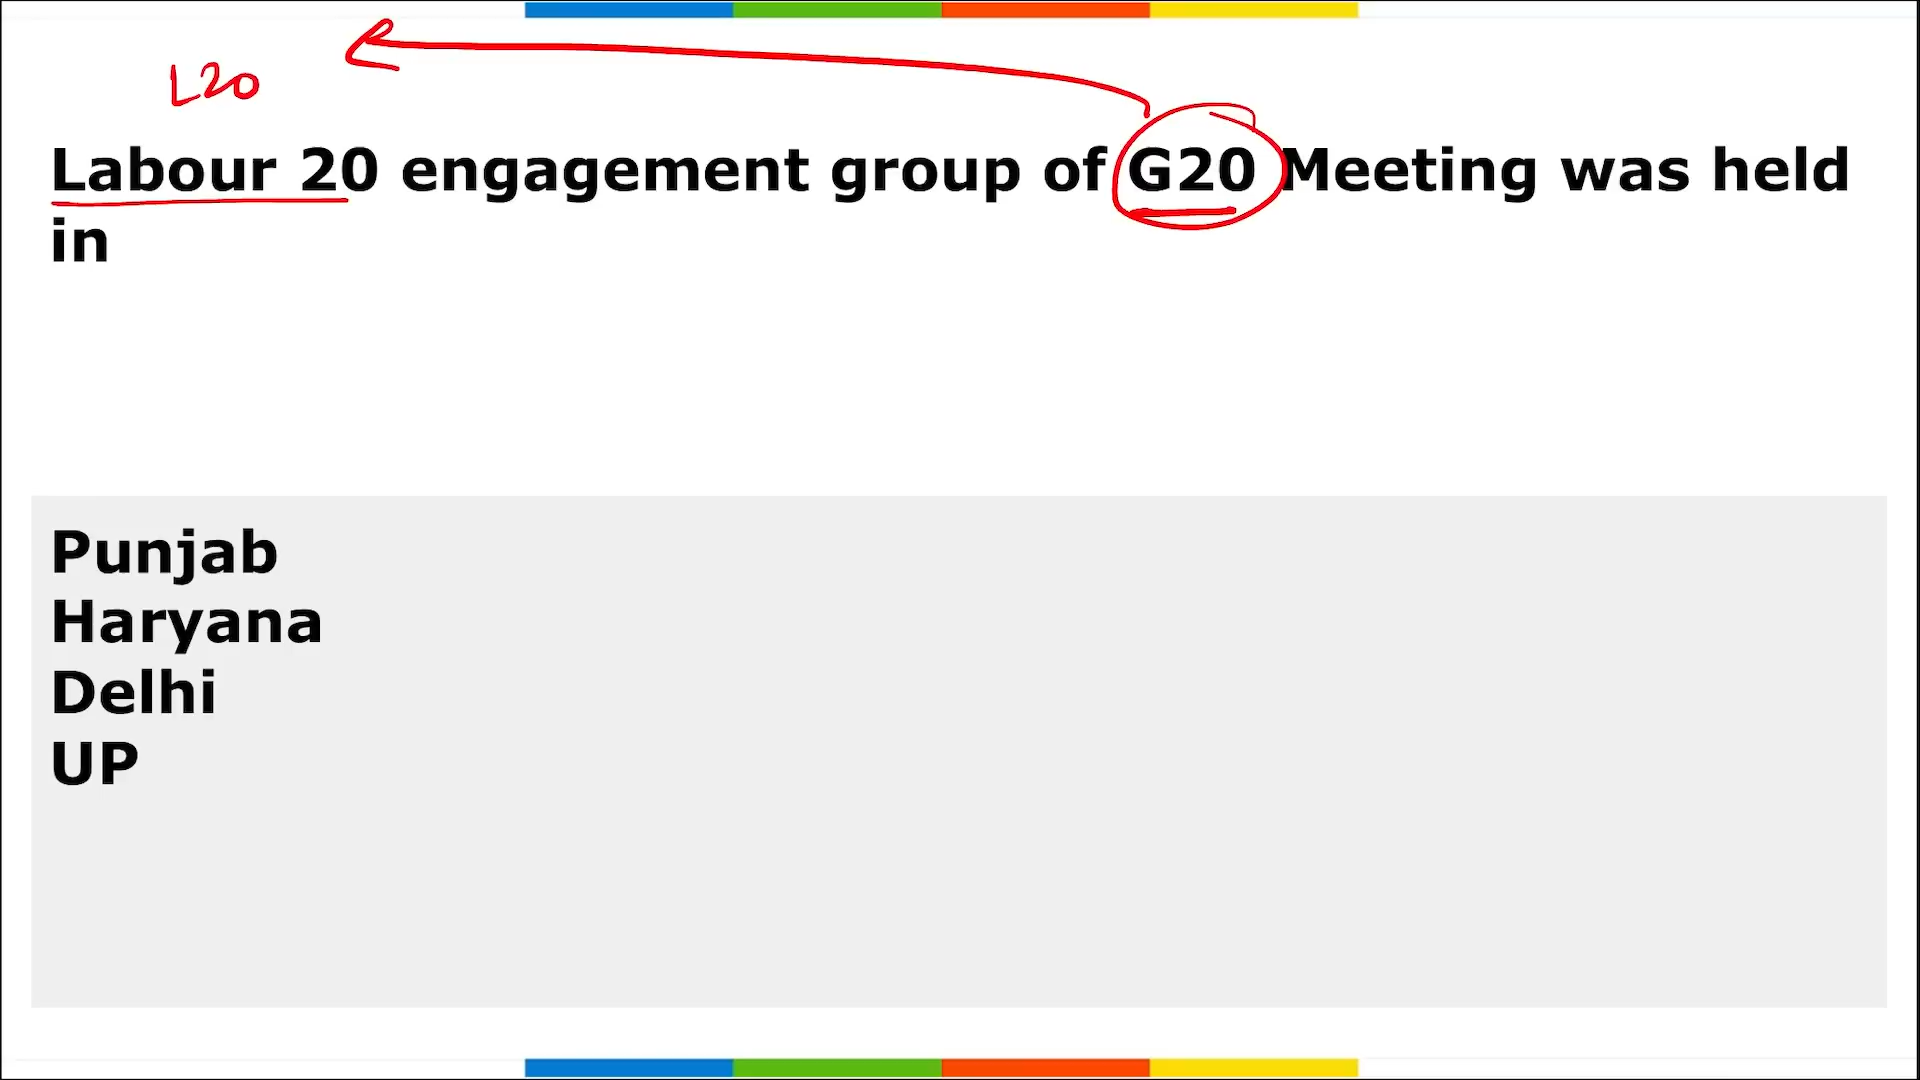 L20
Labour 20 engagement group of G20 Meeting was held
in
Punjab
Haryana
Delhi
UP